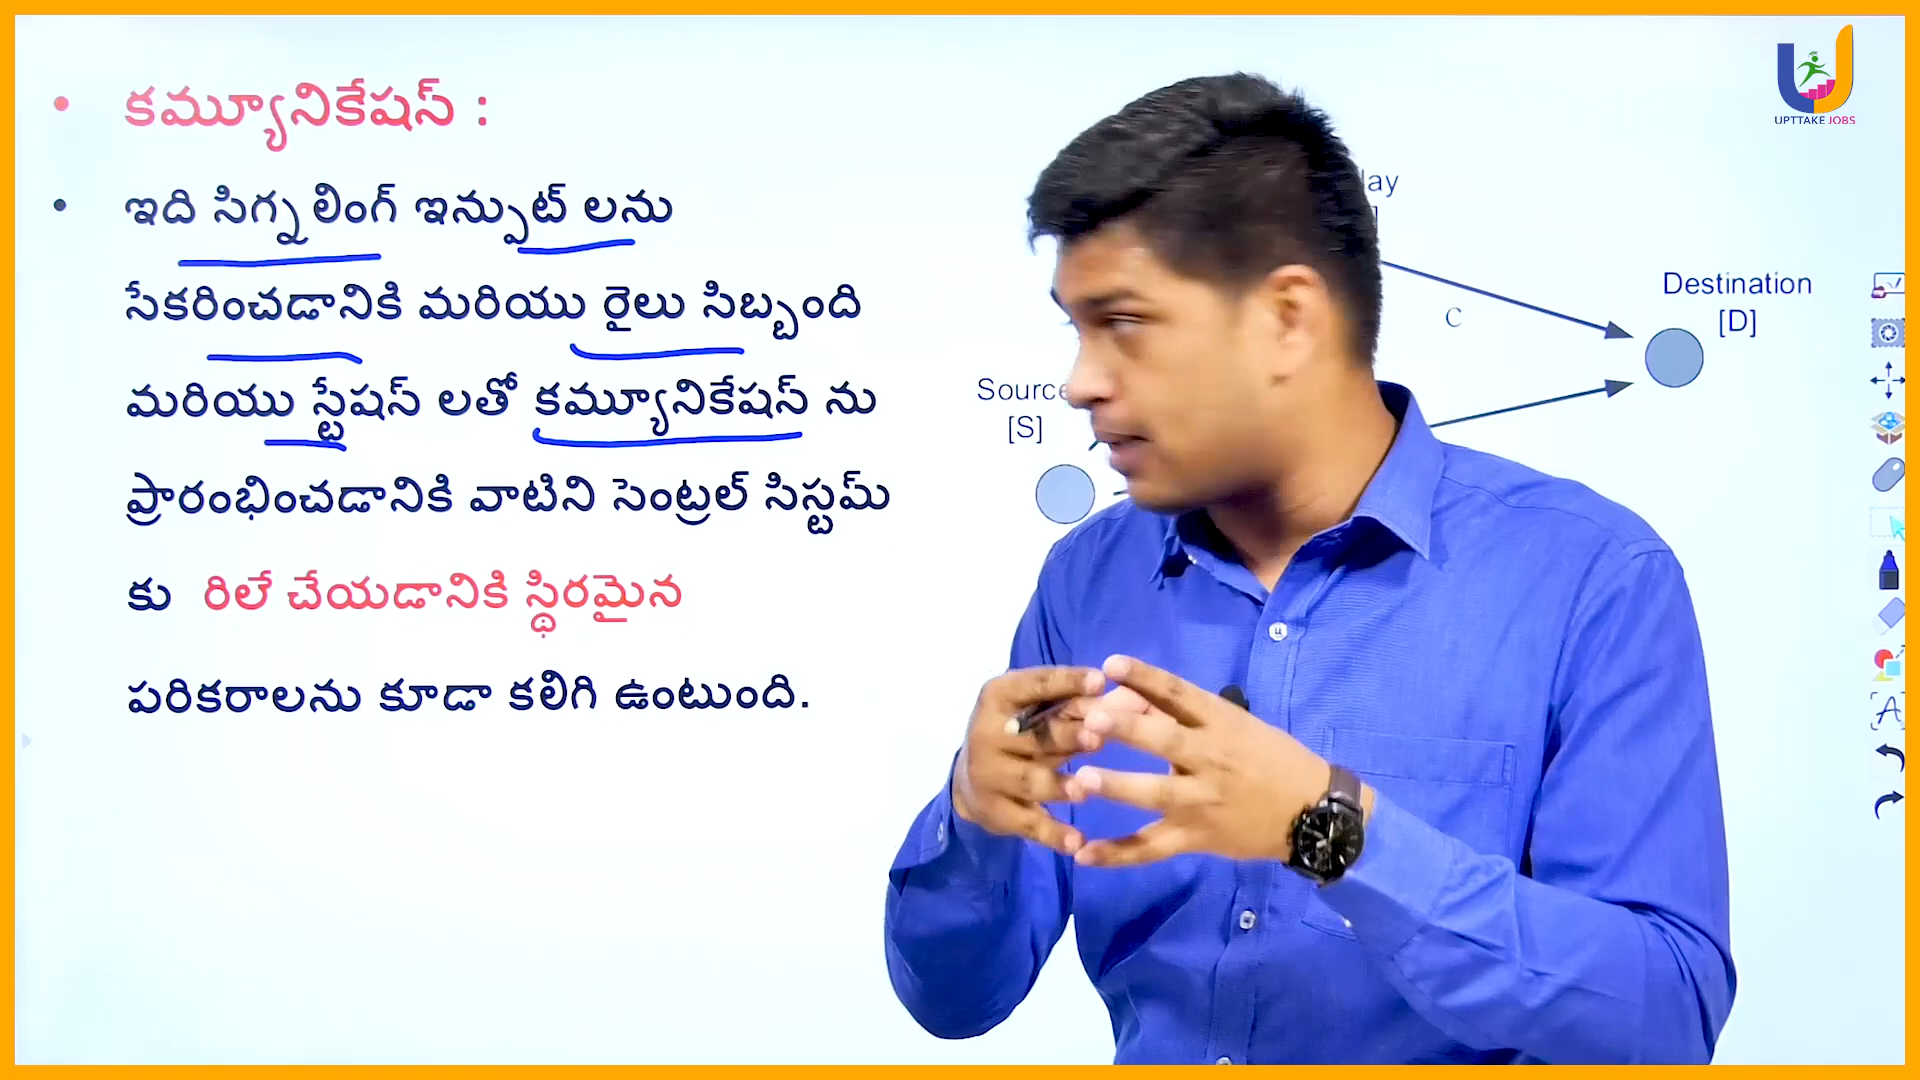 కమ్యూనికేషన్ :
ఇది సిగ్నలింగ్ ఇన్పుట్ లను
సేకరించడానికి మరియు రైలు సిబ్బంది
మరియు స్టేషన్ లతో కమ్యూనికేషన్ ను
ప్రారంభించడానికి వాటిని సెంట్రల్ సిస్టమ్
కు రిలే చేయడానికి స్థిరమైన
పరికరాలను కూడా కలిగి ఉంటుంది.
Source
[S]
C
Destination
[D]
UPTTAKE JOBS
A